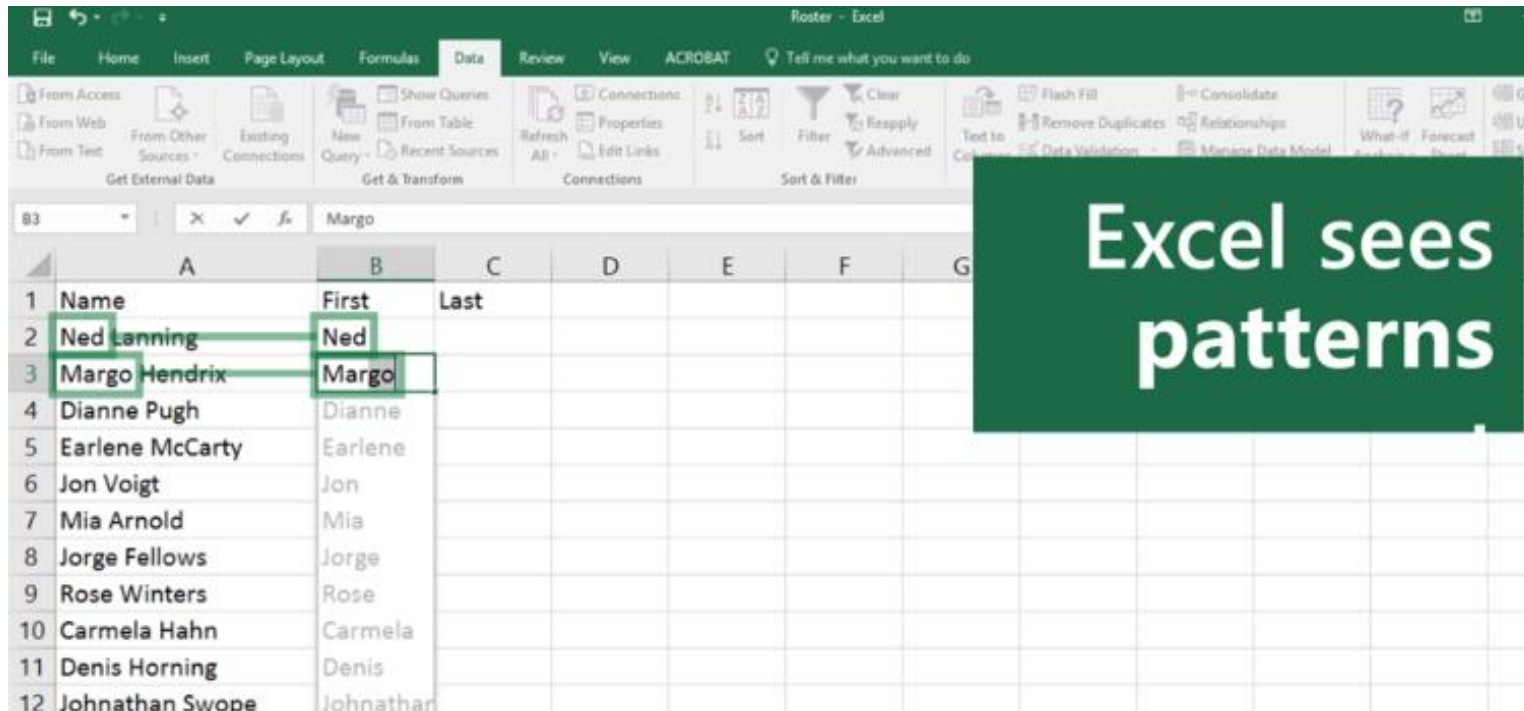 Roster - Excel
File Home Insert Page Layout Formulas Data Review View ACROBAT Tell me what you want to do
From Access
From Web
From Text
From Other Sources
Existing Connections
Get External Data
New Query
Show Queries
From Table
Recent Sources
Get & Transform
Refresh All
Connections
Properties
Edit Links
Connections
Sort
Filter
Clear
Reapply
Advanced
Sort & Filter
Text to
Flash Fill
Remove Duplicates
Data Validation
Consolidate
Relationships
Manage Data Model
What-If
Forecast
B3 fx Margo
Excel sees
patterns
A B C D E F G
1 Name First Last
2 Ned Lanning Ned
3 Margo Hendrix Margo
4 Dianne Pugh Dianne
5 Earlene McCarty Earlene
6 Jon Voigt Jon
7 Mia Arnold Mia
8 Jorge Fellows Jorge
9 Rose Winters Rose
10 Carmela Hahn Carmela
11 Denis Horning Denis
12 Johnathan Swope Johnathan